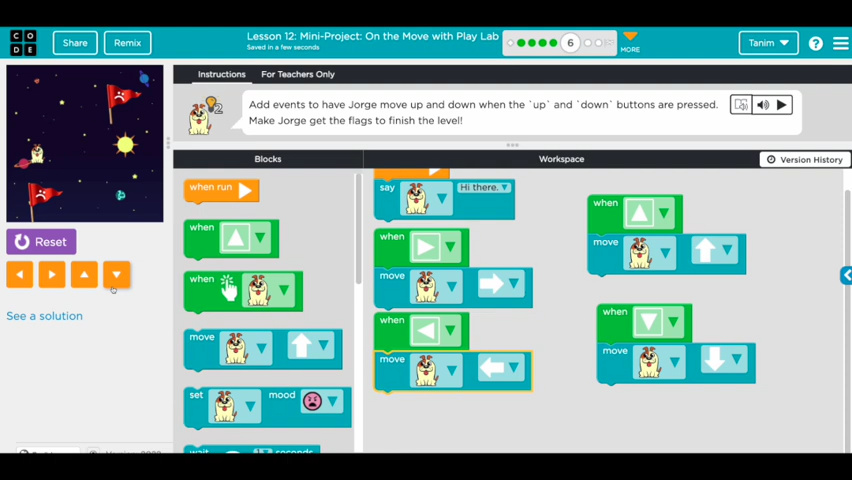 C O
D E
Share
Remix
Lesson 12: Mini-Project: On the Move with Play Lab
Saved in a few seconds
6
MORE
Tanim
?
Instructions
For Teachers Only
2
Add events to have Jorge move up and down when the `up` and `down` buttons are pressed.
Make Jorge get the flags to finish the level!
Blocks
Workspace
Version History
Reset
See a solution
when run
when
when
move
set
mood
wait
seconds
say
Hi there.
when
move
when
move
when
move
when
move